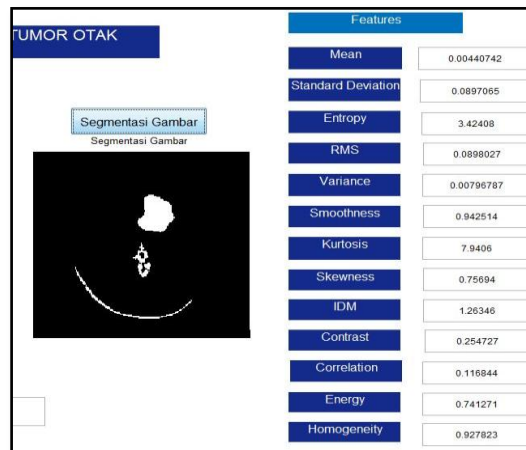 TUMOR OTAK
Segmentasi Gambar
Segmentasi Gambar
Features
Mean
0.00440742
Standard Deviation
0.0897065
Entropy
3.42408
RMS
0.0898027
Variance
0.00796787
Smoothness
0.942514
Kurtosis
7.9406
Skewness
0.75694
IDM
1.26346
Contrast
0.254727
Correlation
0.116844
Energy
0.741271
Homogeneity
0.927823